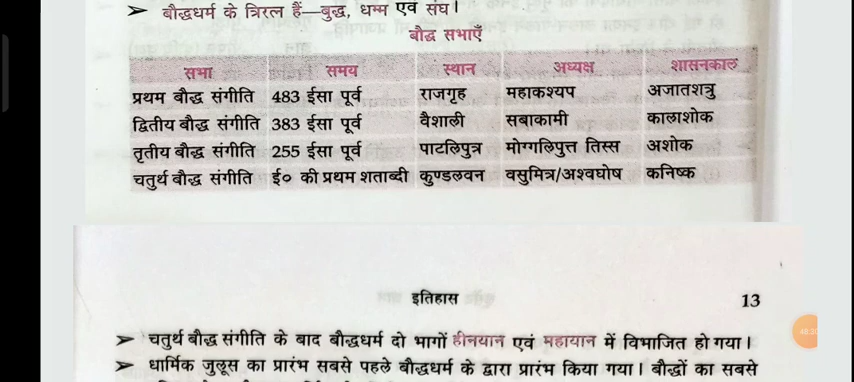 ➤ बौद्धधर्म के त्रिरत्न हैं—बुद्ध, धम्म एवं संघ।
बौद्ध सभाएँ
सभा समय स्थान अध्यक्ष शासनकाल
प्रथम बौद्ध संगीति 483 ईसा पूर्व राजगृह महाकश्यप अजातशत्रु
द्वितीय बौद्ध संगीति 383 ईसा पूर्व वैशाली सबाकामी कालाशोक
तृतीय बौद्ध संगीति 255 ईसा पूर्व पाटलिपुत्र मोग्गलिपुत्त तिस्स अशोक
चतुर्थ बौद्ध संगीति ई० की प्रथम शताब्दी कुण्डलवन वसुमित्र/अश्वघोष कनिष्क
इतिहास 13
➤ चतुर्थ बौद्ध संगीति के बाद बौद्धधर्म दो भागों हीनयान एवं महायान में विभाजित हो गया।
➤ धार्मिक जुलूस का प्रारंभ सबसे पहले बौद्धधर्म के द्वारा प्रारंभ किया गया। बौद्धों का सबसे